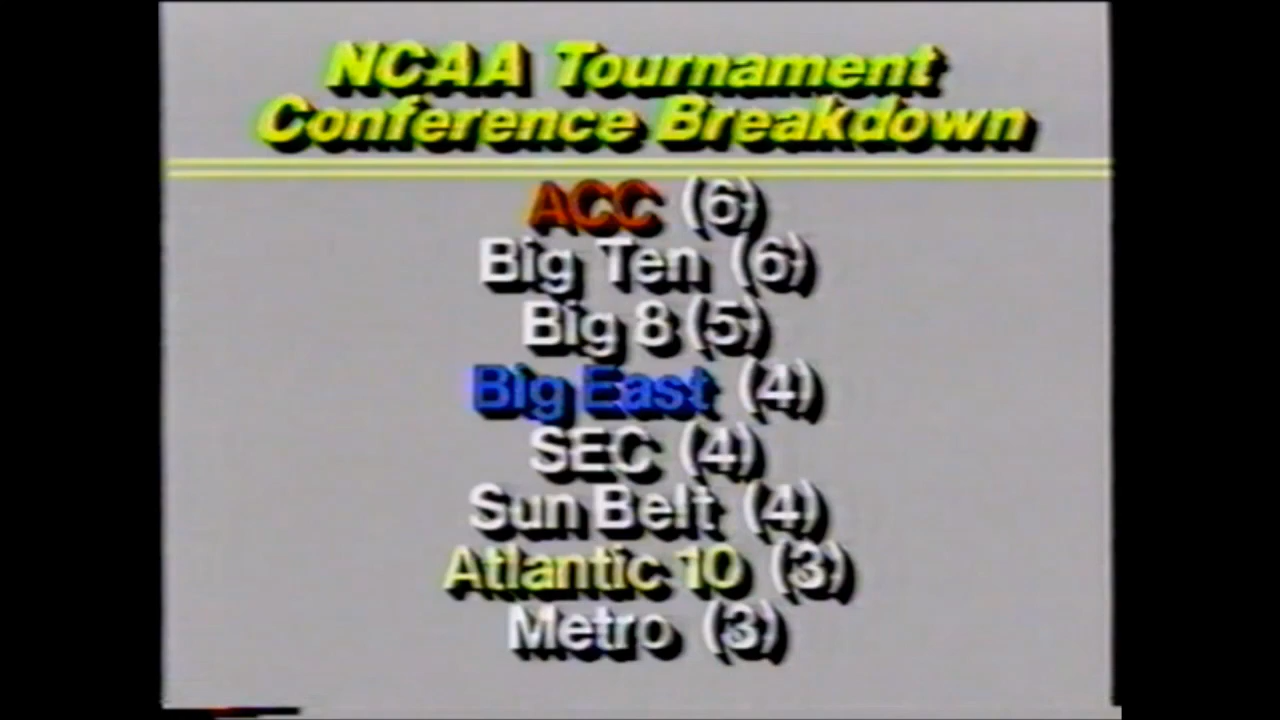 NCAA Tournament
Conference Breakdown
ACC (6)
Big Ten (6)
Big 8 (5)
Big East (4)
SEC (4)
Sun Belt (4)
Atlantic 10 (3)
Metro (3)